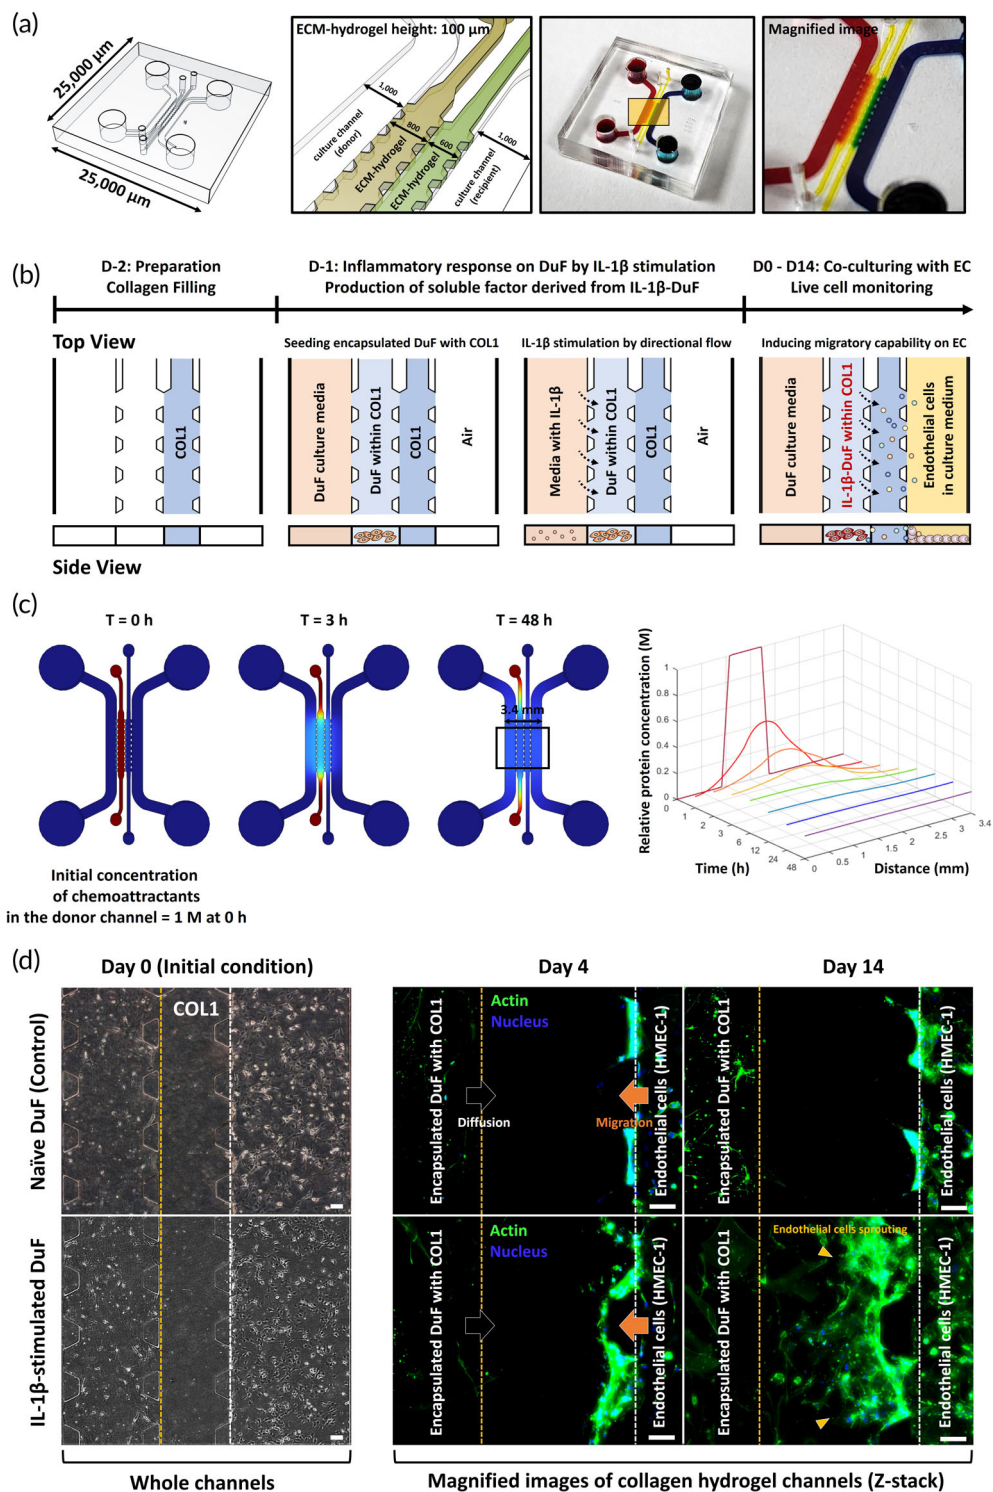 (a)
25,000 µm
25,000 µm
ECM-hydrogel height: 100 µm
1,000
800
600
1,000
culture channel
(donor)
ECM-hydrogel
ECM-hydrogel
culture channel
(recipient)
Magnified image
(b)
D-2: Preparation
Collagen Filling
D-1: Inflammatory response on DuF by IL-1β stimulation
Production of soluble factor derived from IL-1β-DuF
D0 - D14: Co-culturing with EC
Live cell monitoring
Top View
Seeding encapsulated DuF with COL1
IL-1β stimulation by directional flow
Inducing migratory capability on EC
COL1
DuF culture media
DuF within COL1
COL1
Air
Media with IL-1β
DuF within COL1
COL1
Air
DuF culture media
IL-1β-DuF within COL1
Endothelial cells
in culture medium
Side View
(c)
T = 0 h
T = 3 h
T = 48 h
3.4 mm
Initial concentration
of chemoattractants
in the donor channel = 1 M at 0 h
Relative protein concentration (M)
1
0.8
0.6
0.4
0.2
0
0
1
2
3
6
12
24
48
Time (h)
0
0.5
1
1.5
2
2.5
3
3.4
Distance (mm)
(d)
Day 0 (Initial condition)
Day 4
Day 14
Naïve DuF (Control)
COL1
Encapsulated DuF with COL1
Actin
Nucleus
Diffusion
Migration
Endothelial cells (HMEC-1)
Encapsulated DuF with COL1
Endothelial cells (HMEC-1)
IL-1β-stimulated DuF
Encapsulated DuF with COL1
Actin
Nucleus
Endothelial cells (HMEC-1)
Encapsulated DuF with COL1
Endothelial cells sprouting
Endothelial cells (HMEC-1)
Whole channels
Magnified images of collagen hydrogel channels (Z-stack)